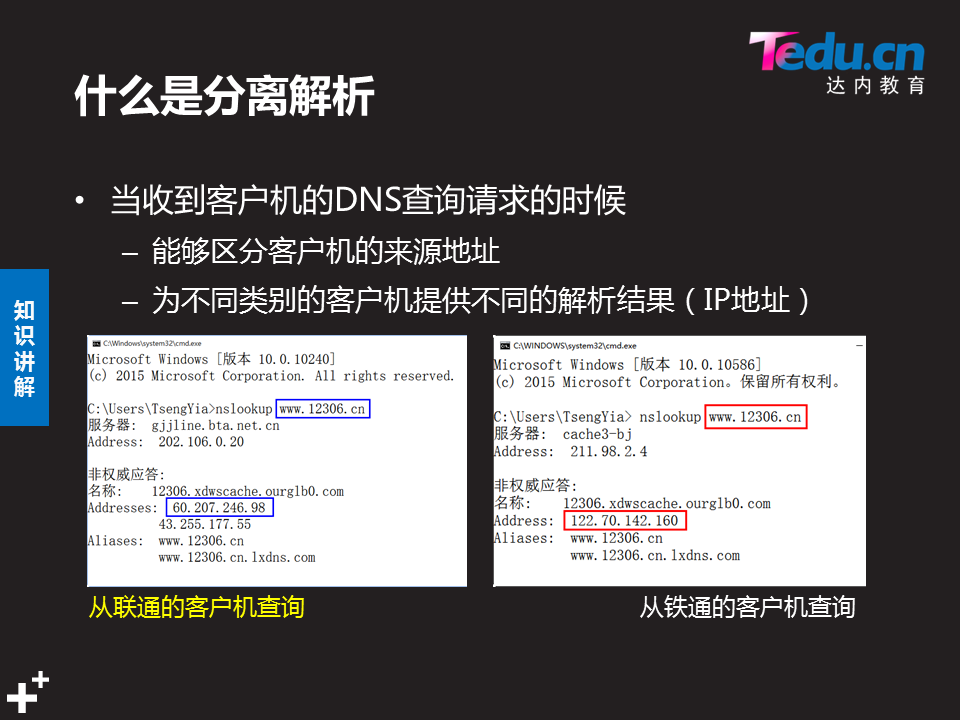 Tedu.cn
达内教育
什么是分离解析
• 当收到客户机的DNS查询请求的时候
– 能够区分客户机的来源地址
– 为不同类别的客户机提供不同的解析结果（IP地址）
知识讲解
C:\Windows\system32\cmd.exe
Microsoft Windows [版本 10.0.10240]
(c) 2015 Microsoft Corporation. All rights reserved.
C:\Users\TsengYia>nslookup www.12306.cn
服务器: gjjline.bta.net.cn
Address: 202.106.0.20
非权威应答:
名称: 12306.xdwscache.ourglb0.com
Addresses: 60.207.246.98
43.255.177.55
Aliases: www.12306.cn
www.12306.cn.lxdns.com
从联通的客户机查询
C:\WINDOWS\system32\cmd.exe
Microsoft Windows [版本 10.0.10586]
(c) 2015 Microsoft Corporation。保留所有权利。
C:\Users\TsengYia> nslookup www.12306.cn
服务器: cache3-bj
Address: 211.98.2.4
非权威应答:
名称: 12306.xdwscache.ourglb0.com
Address: 122.70.142.160
Aliases: www.12306.cn
www.12306.cn.lxdns.com
从铁通的客户机查询